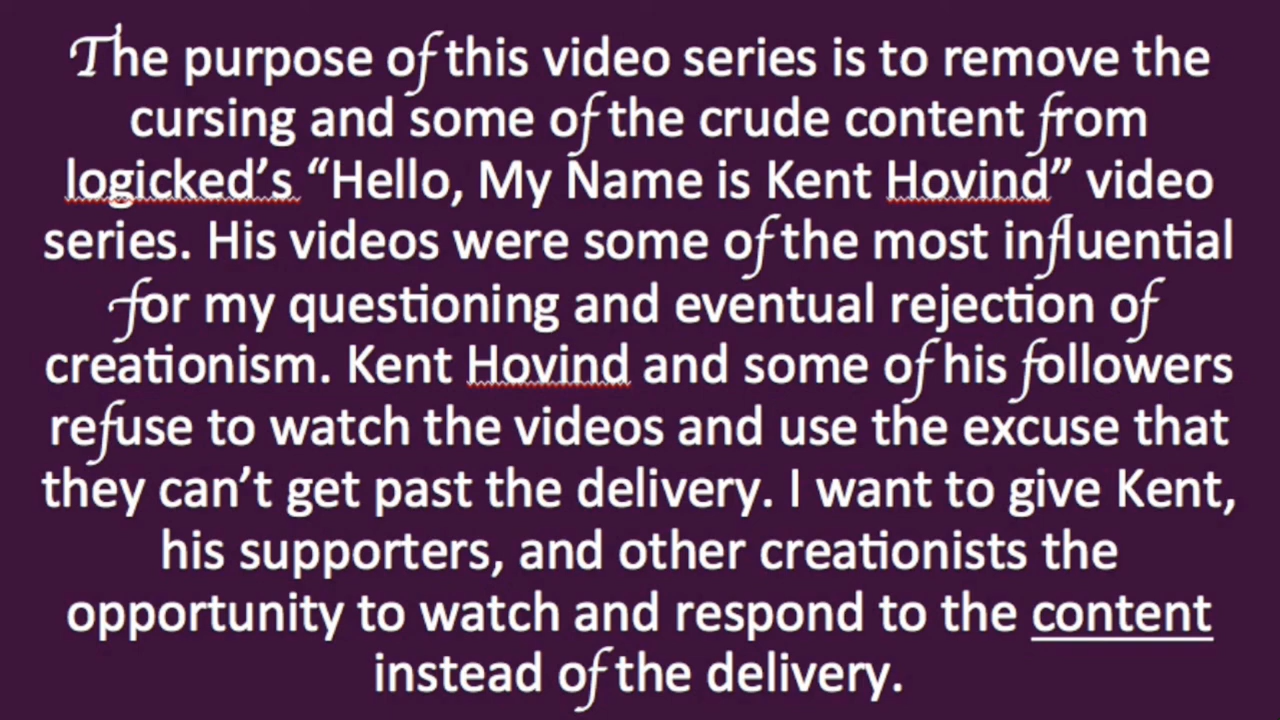 The purpose of this video series is to remove the
cursing and some of the crude content from
logicked’s “Hello, My Name is Kent Hovind” video
series. His videos were some of the most influential
for my questioning and eventual rejection of
creationism. Kent Hovind and some of his followers
refuse to watch the videos and use the excuse that
they can’t get past the delivery. I want to give Kent,
his supporters, and other creationists the
opportunity to watch and respond to the content
instead of the delivery.